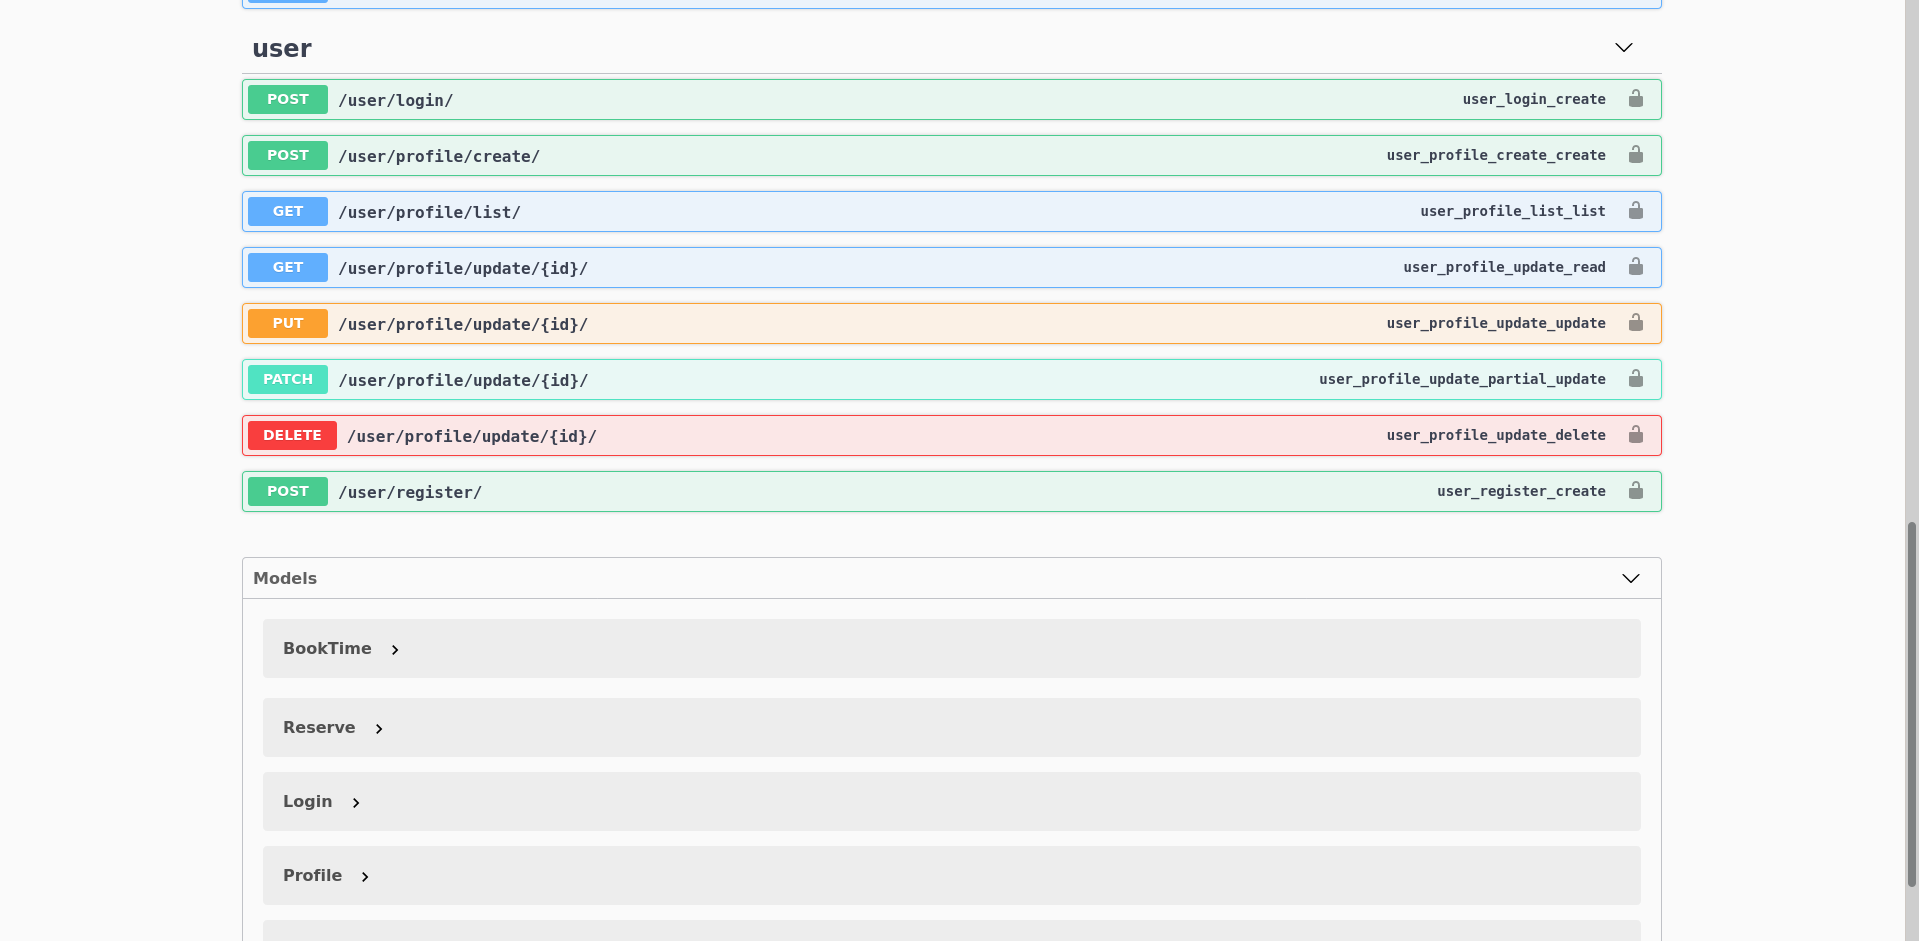 user
POST /user/login/ user_login_create
POST /user/profile/create/ user_profile_create_create
GET /user/profile/list/ user_profile_list_list
GET /user/profile/update/{id}/ user_profile_update_read
PUT /user/profile/update/{id}/ user_profile_update_update
PATCH /user/profile/update/{id}/ user_profile_update_partial_update
DELETE /user/profile/update/{id}/ user_profile_update_delete
POST /user/register/ user_register_create
Models
BookTime
Reserve
Login
Profile